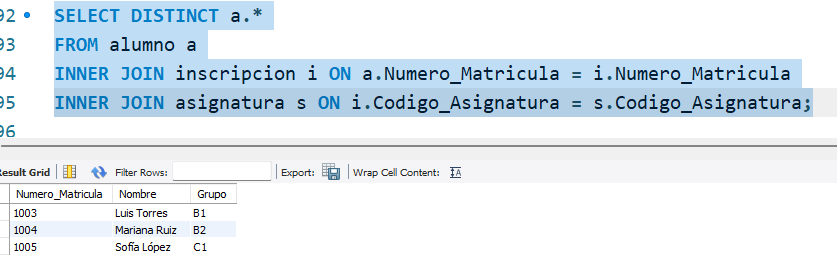 92 SELECT DISTINCT a.*
93 FROM alumno a
94 INNER JOIN inscripcion i ON a.Numero_Matricula = i.Numero_Matricula
95 INNER JOIN asignatura s ON i.Codigo_Asignatura = s.Codigo_Asignatura;
96
Result Grid Filter Rows: Export: Wrap Cell Content: IA
Numero_Matricula Nombre Grupo
1003 Luis Torres B1
1004 Mariana Ruiz B2
1005 Sofía López C1